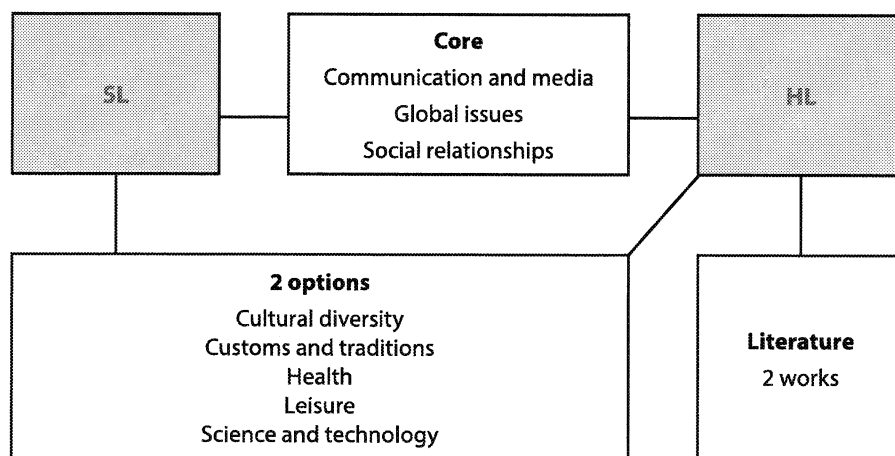 SL
Core
Communication and media
Global issues
Social relationships
HL
2 options
Cultural diversity
Customs and traditions
Health
Leisure
Science and technology
Literature
2 works